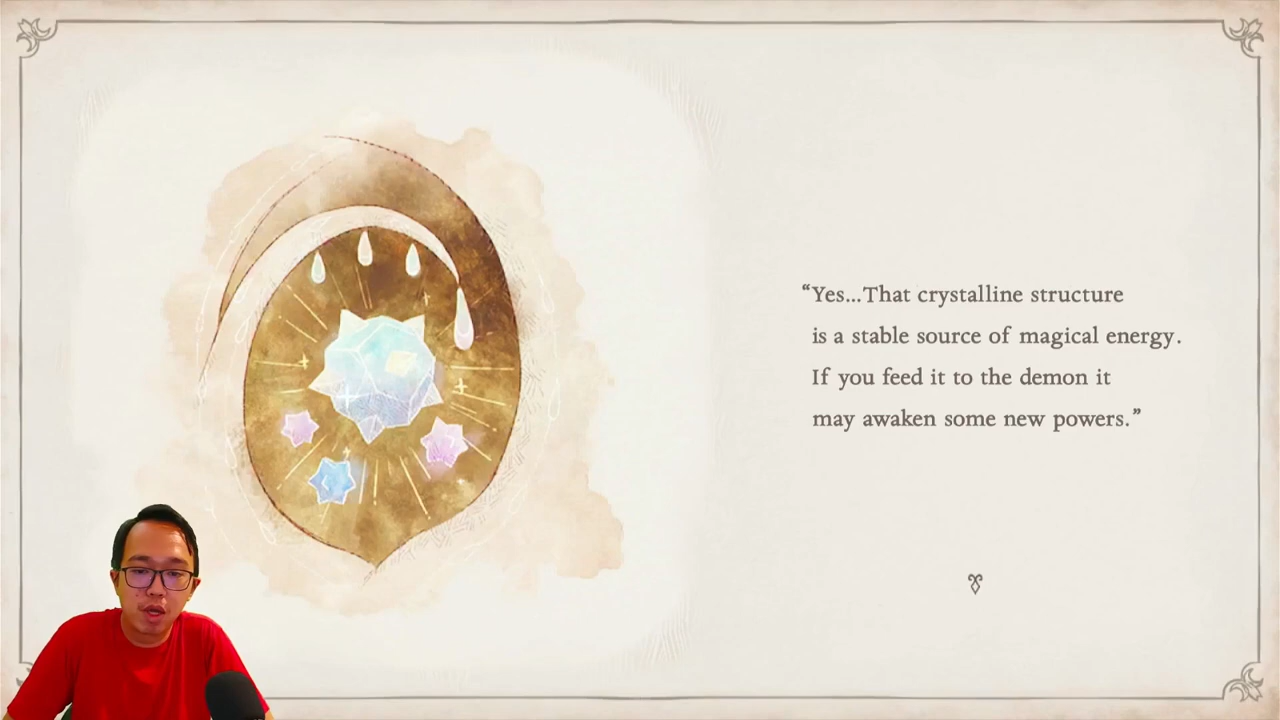 “Yes...That crystalline structure
is a stable source of magical energy.
If you feed it to the demon it
may awaken some new powers.”